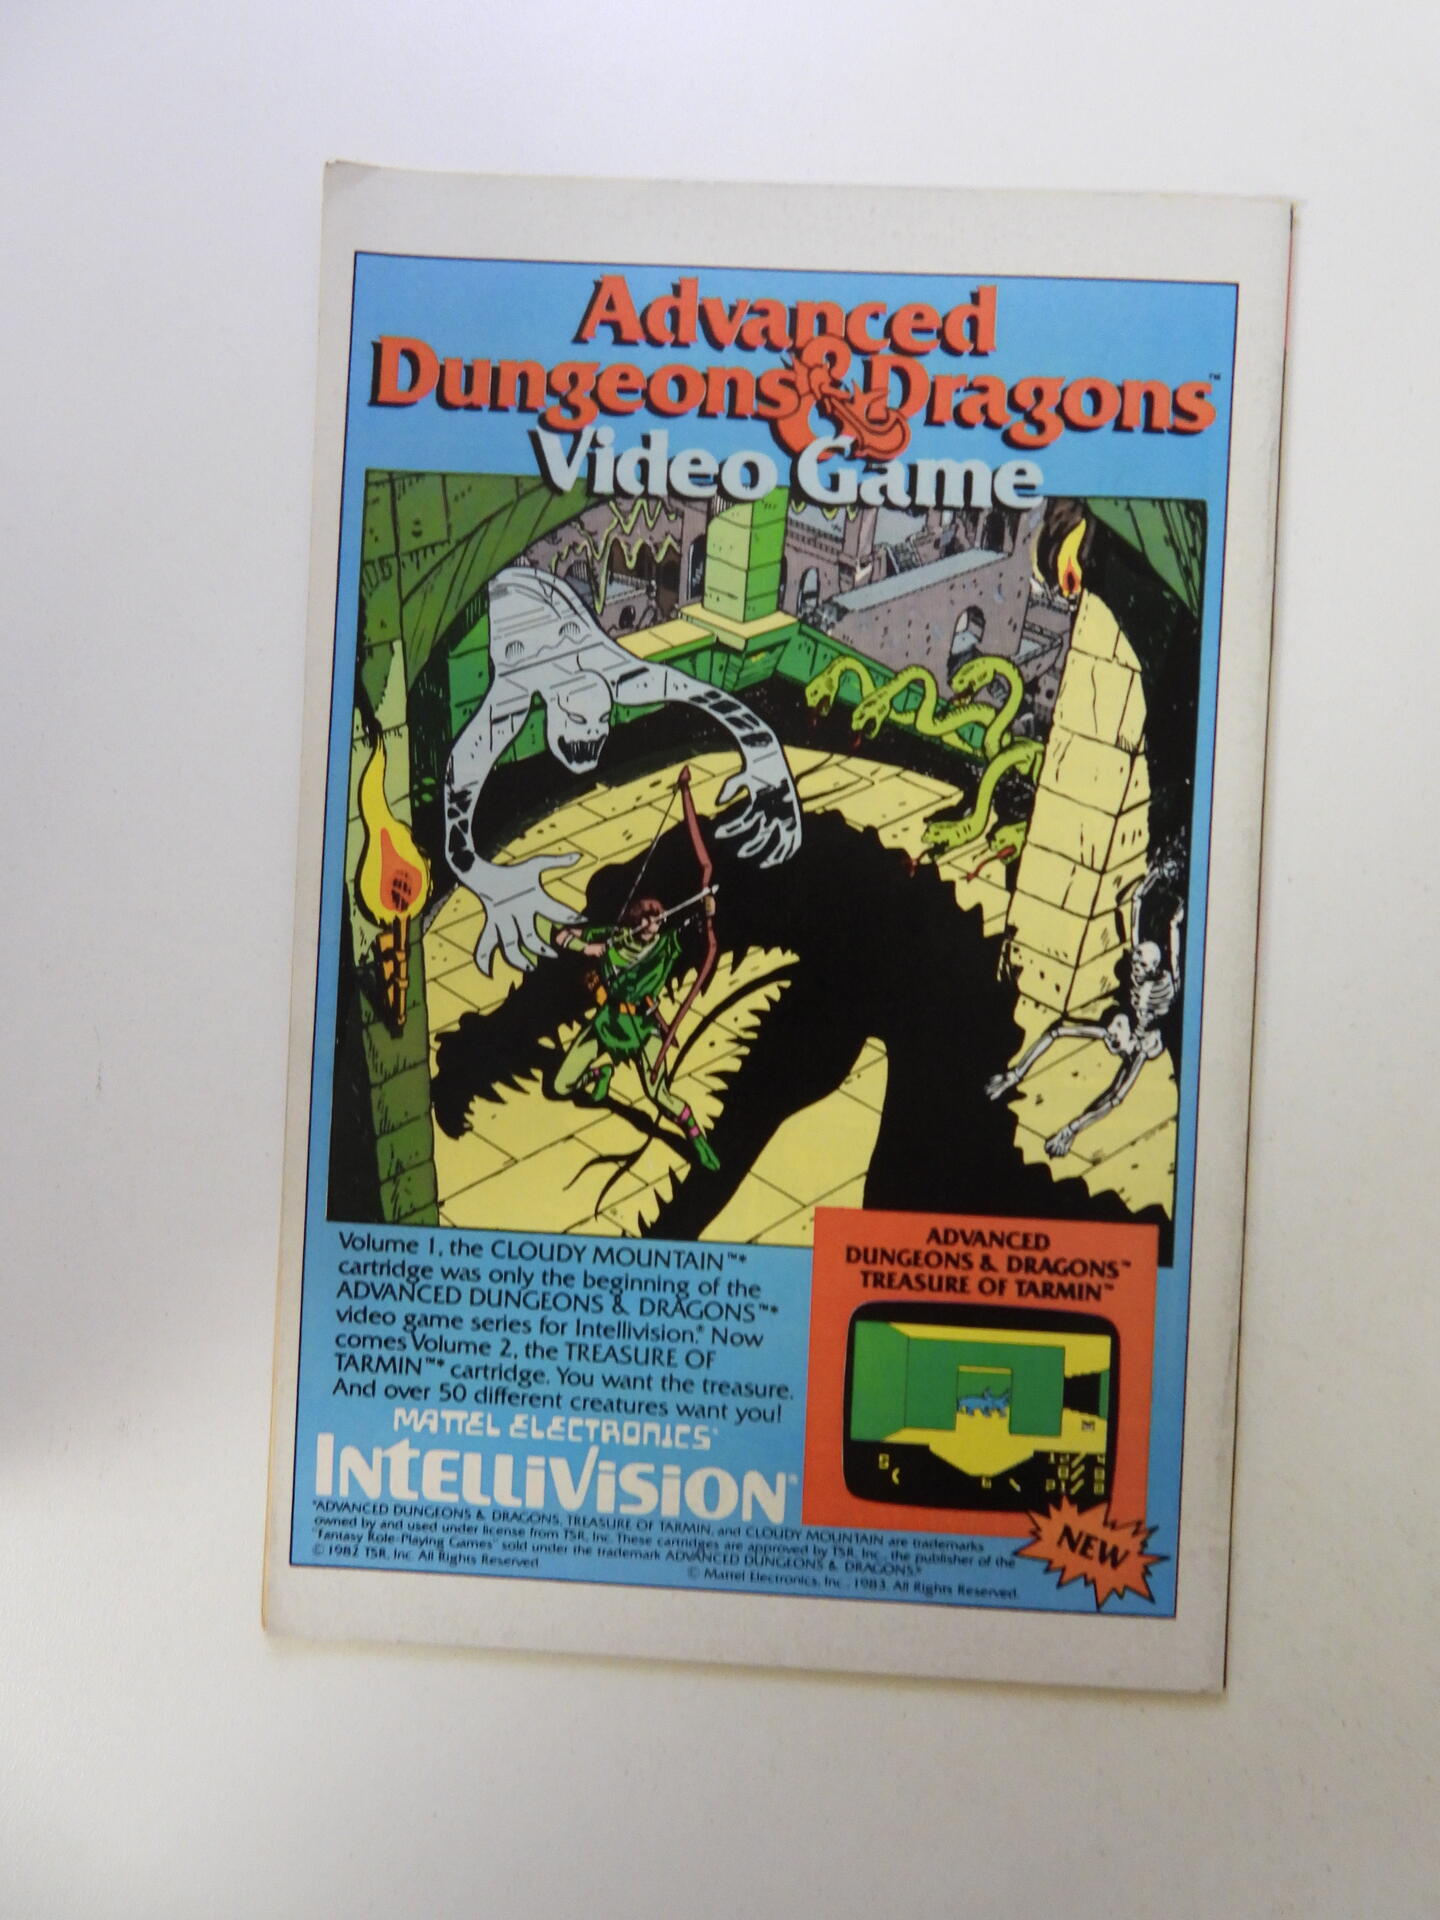 Advanced
Dungeons & Dragons™
Video Game
Volume 1, the CLOUDY MOUNTAIN™*
cartridge was only the beginning of the
ADVANCED DUNGEONS & DRAGONS™*
video game series for Intellivision.® Now
comes Volume 2, the TREASURE OF
TARMIN™* cartridge. You want the treasure.
And over 50 different creatures want you!
MATTEL ELECTRONICS®
INTELLIVISION®
ADVANCED
DUNGEONS & DRAGONS™
TREASURE OF TARMIN™
NEW
*ADVANCED DUNGEONS & DRAGONS, TREASURE OF TARMIN, and CLOUDY MOUNTAIN are trademarks
owned by and used under license from TSR, Inc. These cartridges are approved by TSR, Inc., the publisher of the
"Fantasy Role-Playing Games" sold under the trademark ADVANCED DUNGEONS & DRAGONS.®
© 1982 TSR, Inc. All Rights Reserved.
© Mattel Electronics, Inc., 1983. All Rights Reserved.